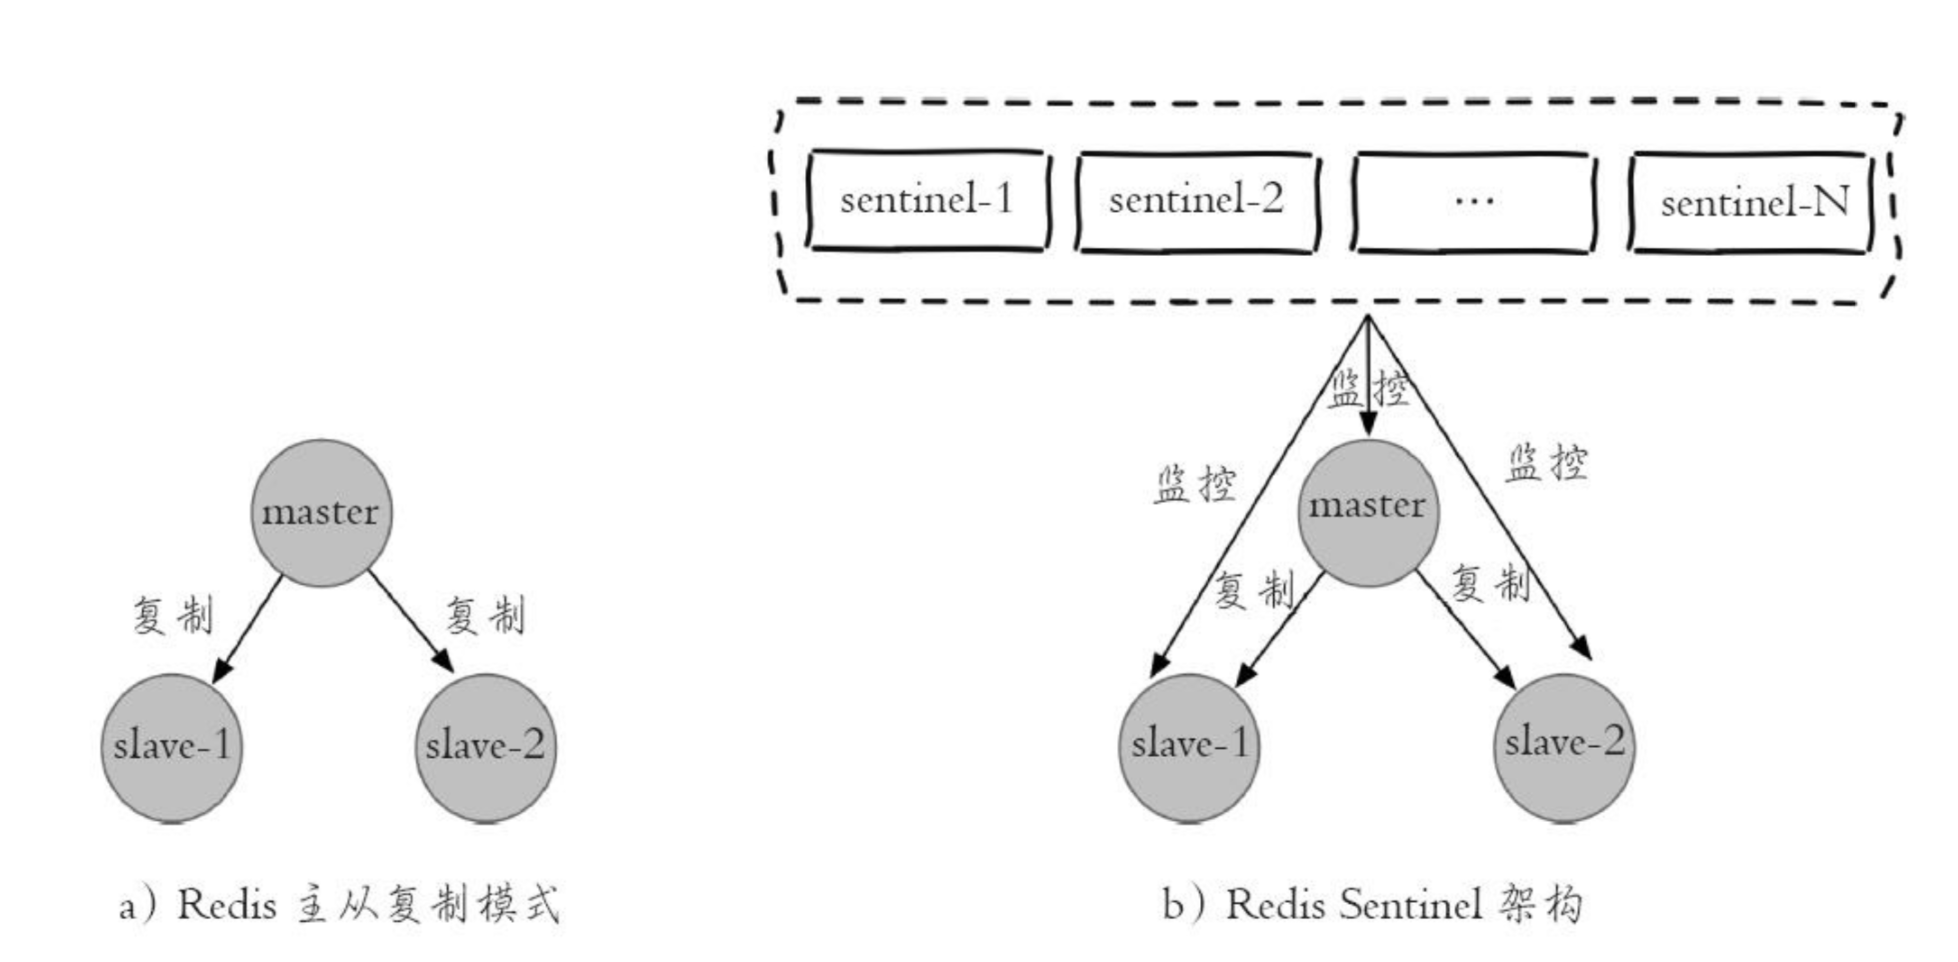 sentinel-1
sentinel-2
...
sentinel-N
监控
监控
监控
master
复制
复制
slave-1
slave-2
a) Redis 主从复制模式
master
复制
复制
slave-1
slave-2
b) Redis Sentinel 架构